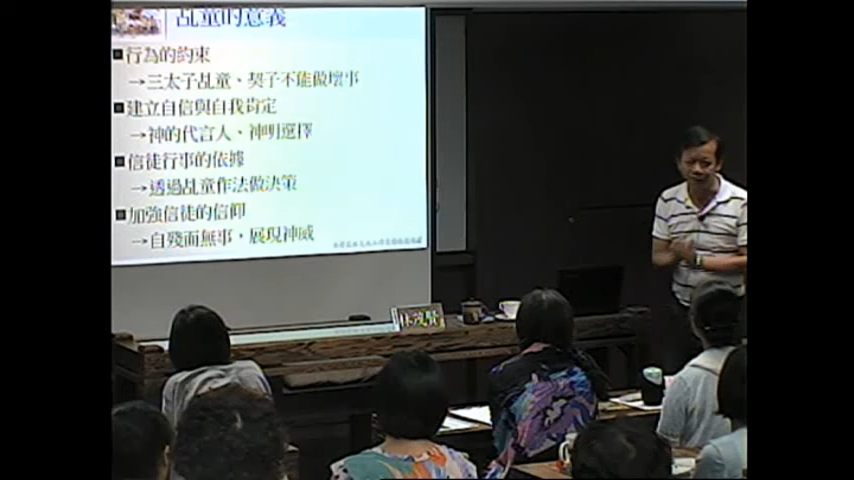 乩童的意義
■行為的約束
→三太子乩童、契子不能做壞事
■建立自信與自我肯定
→神的代言人、神明選擇
■信徒行事的依據
→透過乩童作法做決策
■加強信徒的信仰
→自殘而無事，展現神威
林茂賢